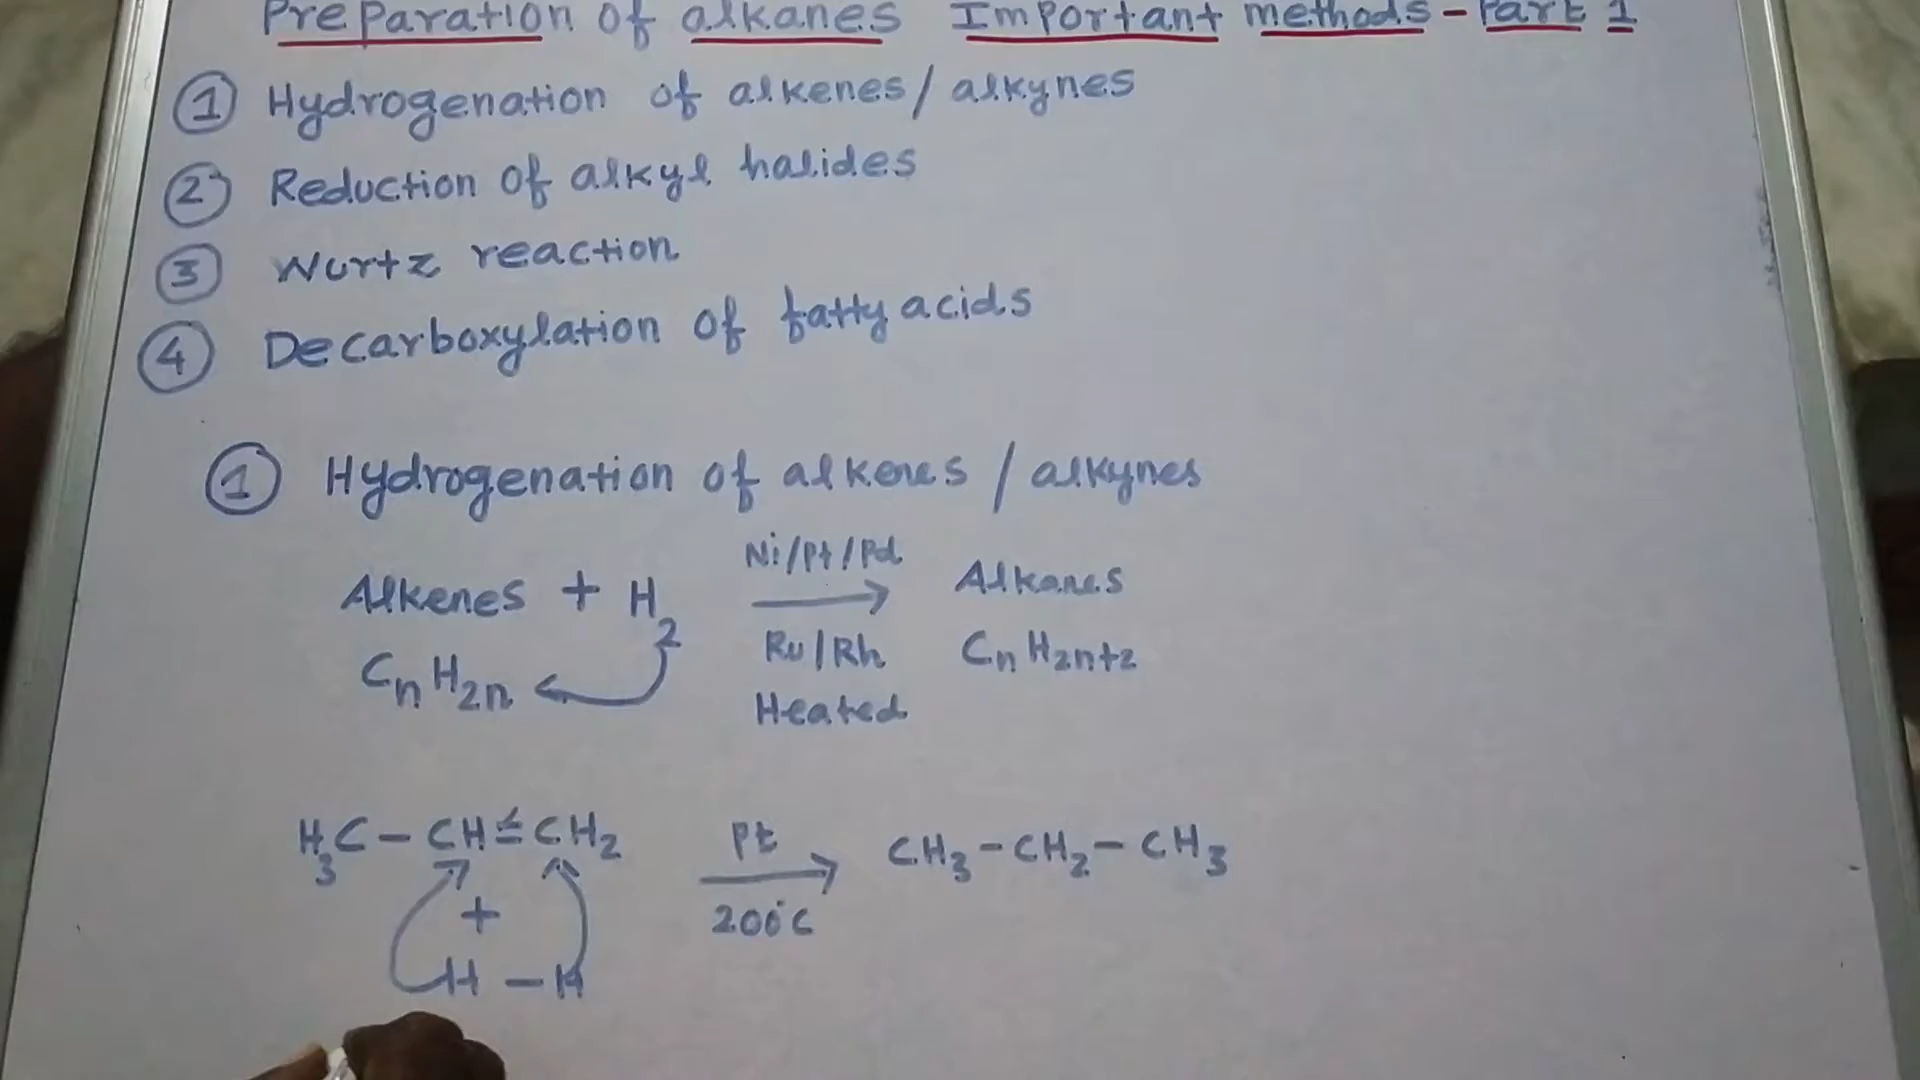 Preparation of alkanes Important methods - Part 1
1 Hydrogenation of alkenes / alkynes
2 Reduction of alkyl halides
3 Wurtz reaction
4 Decarboxylation of fatty acids
1 Hydrogenation of alkenes / alkynes
Ni/Pt/Pd
Alkenes + H2 → Alkanes
CnH2n Ru/Rh CnH2n+2
Heated
H3C - CH = CH2 Pt → CH3 - CH2 - CH3
+ 200°C
H - H